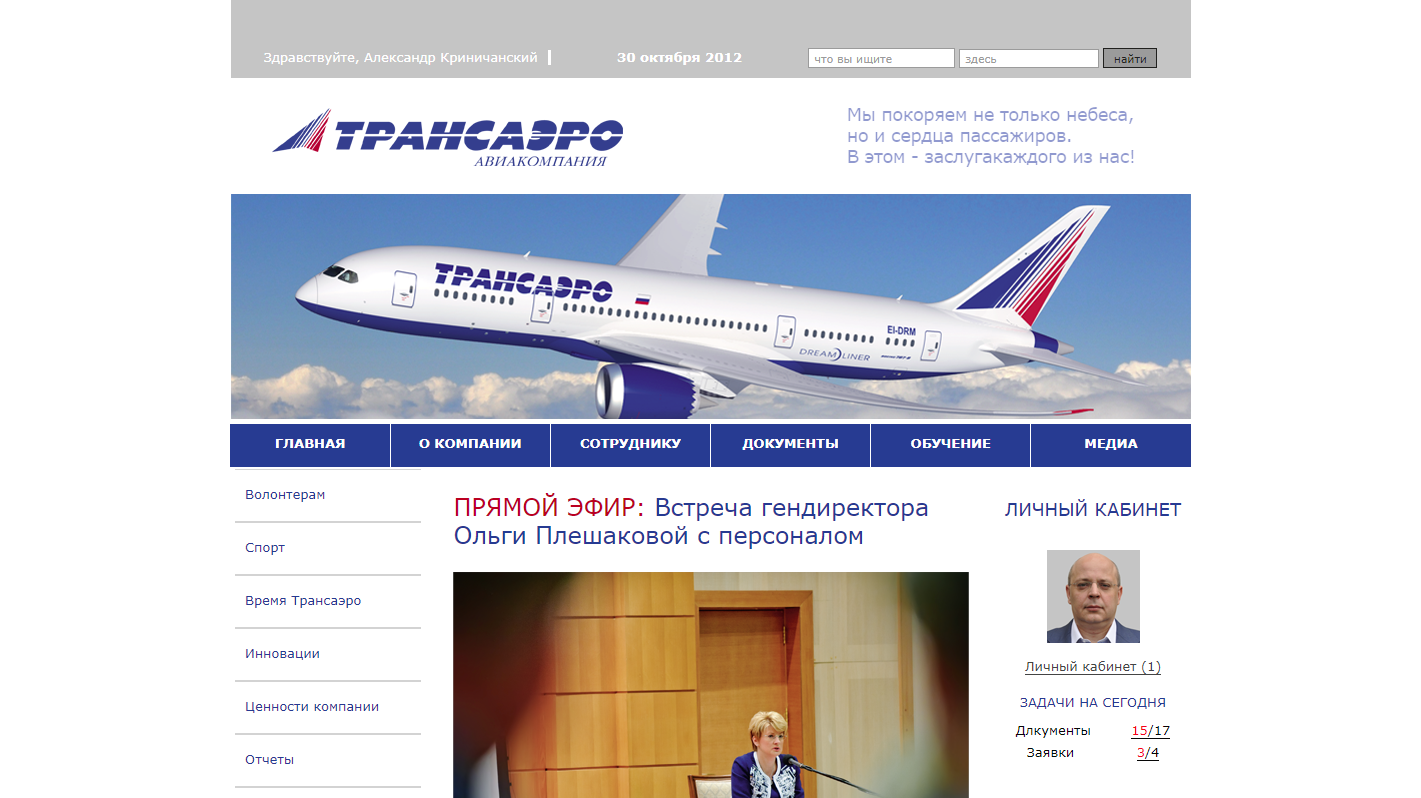 Здравствуйте, Александр Криничанский
30 октября 2012
что вы ищите
здесь
найти
ТРАНСАЭРО
АВИАКОМПАНИЯ
Мы покоряем не только небеса,
но и сердца пассажиров.
В этом - заслугакаждого из нас!
ТРАНСАЭРО
EI-DRM
DREAMLINER
ГЛАВНАЯ
О КОМПАНИИ
СОТРУДНИКУ
ДОКУМЕНТЫ
ОБУЧЕНИЕ
МЕДИА
Волонтерам
Спорт
Время Трансаэро
Инновации
Ценности компании
Отчеты
ПРЯМОЙ ЭФИР: Встреча гендиректора
Ольги Плешаковой с персоналом
ЛИЧНЫЙ КАБИНЕТ
Личный кабинет (1)
ЗАДАЧИ НА СЕГОДНЯ
Длкументы 15/17
Заявки 3/4